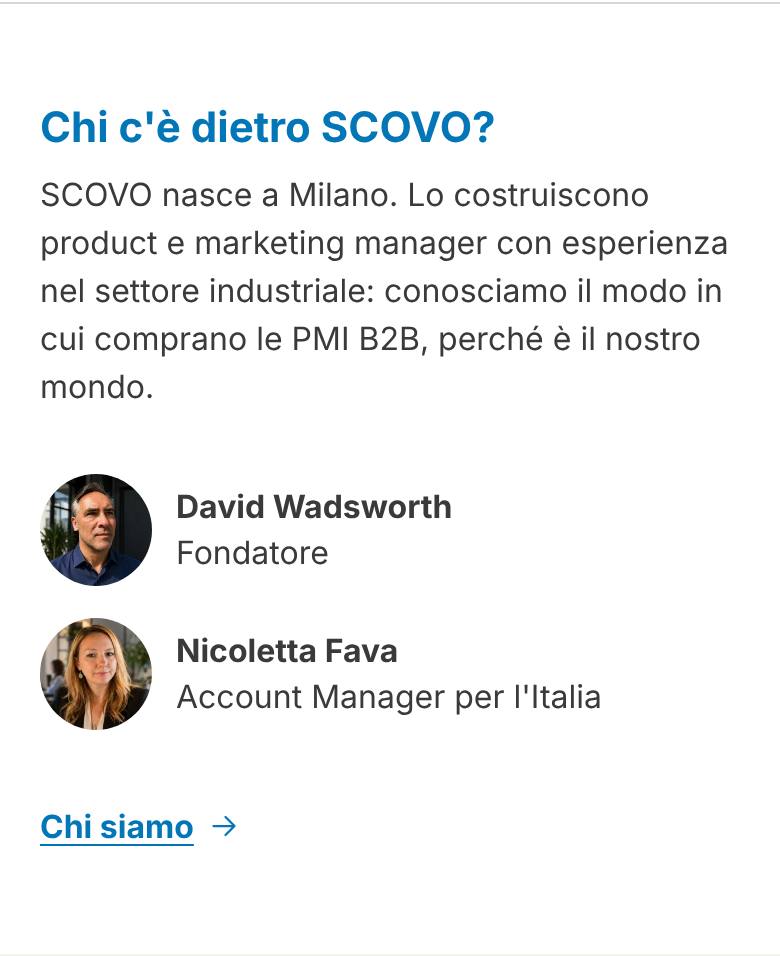 Chi c'è dietro SCOVO?
SCOVO nasce a Milano. Lo costruiscono
product e marketing manager con esperienza
nel settore industriale: conosciamo il modo in
cui comprano le PMI B2B, perché è il nostro
mondo.
David Wadsworth
Fondatore
Nicoletta Fava
Account Manager per l'Italia
Chi siamo →